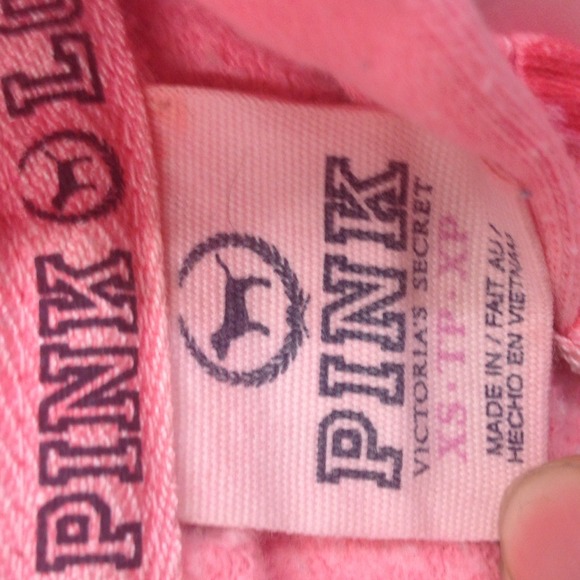 PINK
PINK
VICTORIA'S SECRET
XS · TP · XP
MADE IN / FAIT AU /
HECHO EN VIETNAM